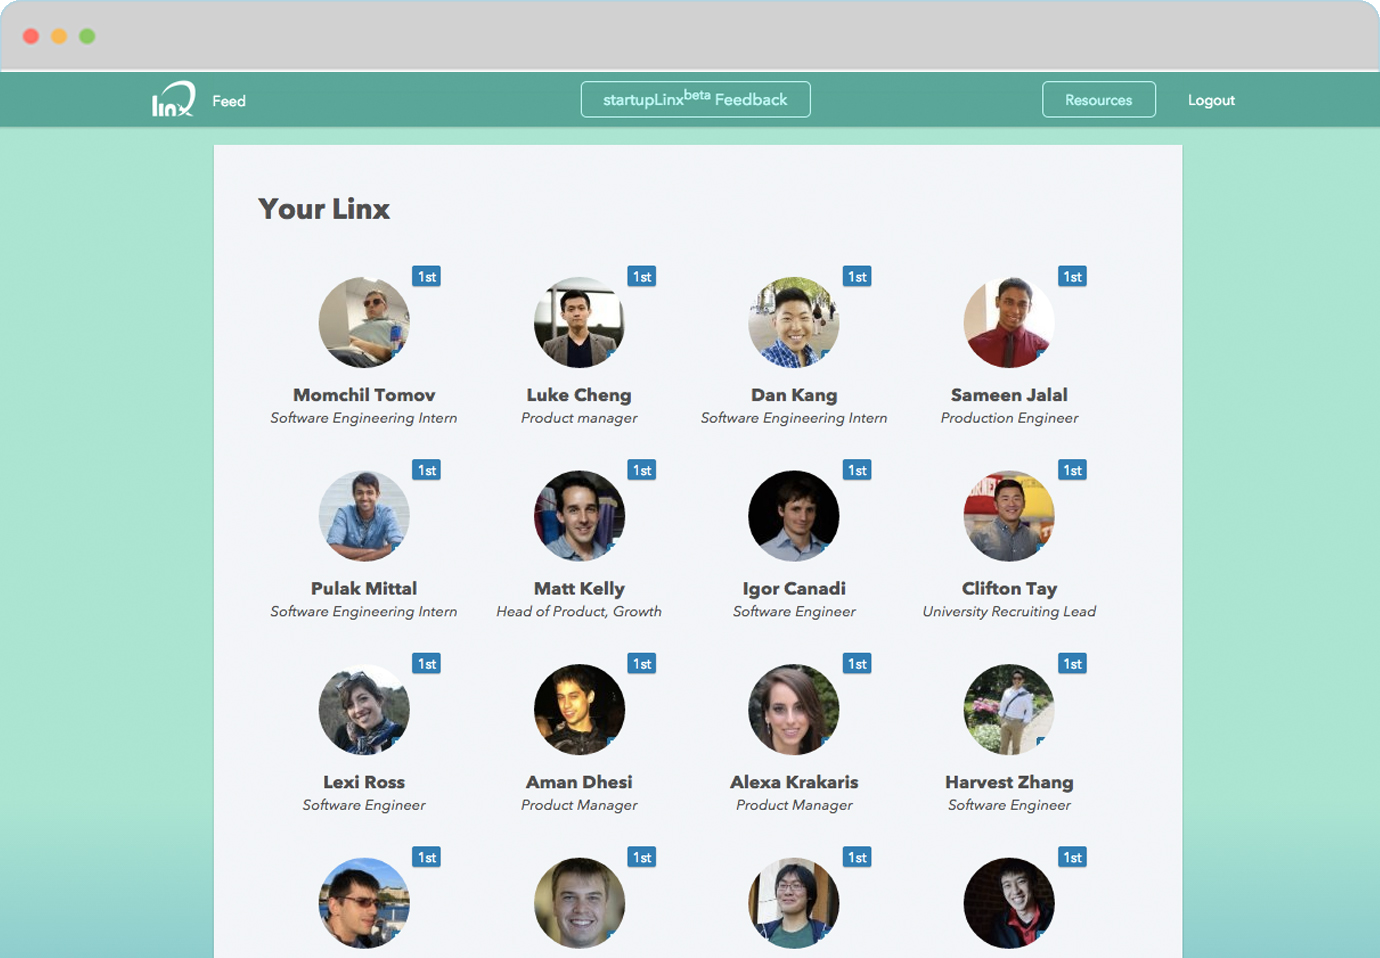 linx Feed startupLinxbeta Feedback Resources Logout
Your Linx
1st 1st 1st 1st
Momchil Tomov Luke Cheng Dan Kang Sameen Jalal
Software Engineering Intern Product manager Software Engineering Intern Production Engineer
1st 1st 1st 1st
Pulak Mittal Matt Kelly Igor Canadi Clifton Tay
Software Engineering Intern Head of Product, Growth Software Engineer University Recruiting Lead
1st 1st 1st 1st
Lexi Ross Aman Dhesi Alexa Krakaris Harvest Zhang
Software Engineer Product Manager Product Manager Software Engineer
1st 1st 1st 1st